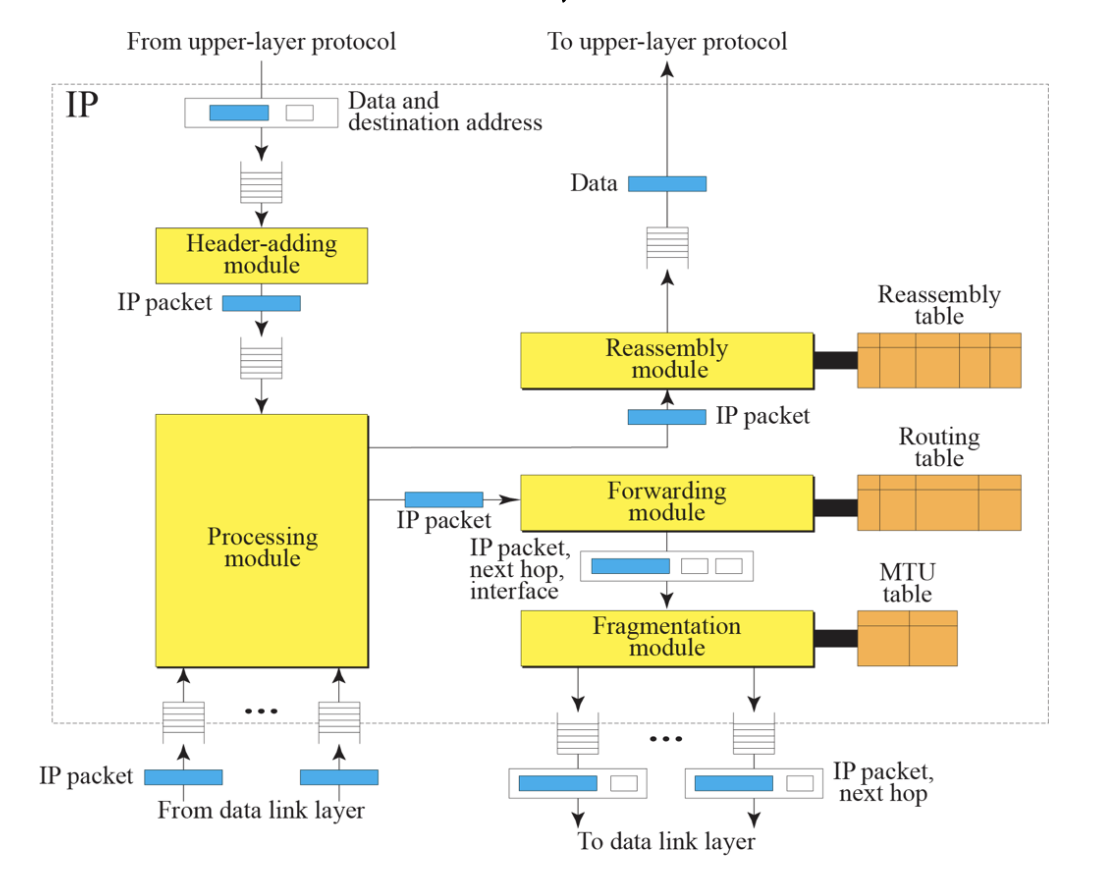 From upper-layer protocol
To upper-layer protocol
IP
Data and
destination address
Data
Header-adding
module
IP packet
Reassembly
table
Reassembly
module
IP packet
Routing
table
Forwarding
module
IP packet
Processing
module
IP packet,
next hop,
interface
MTU
table
Fragmentation
module
IP packet
From data link layer
IP packet,
next hop
To data link layer